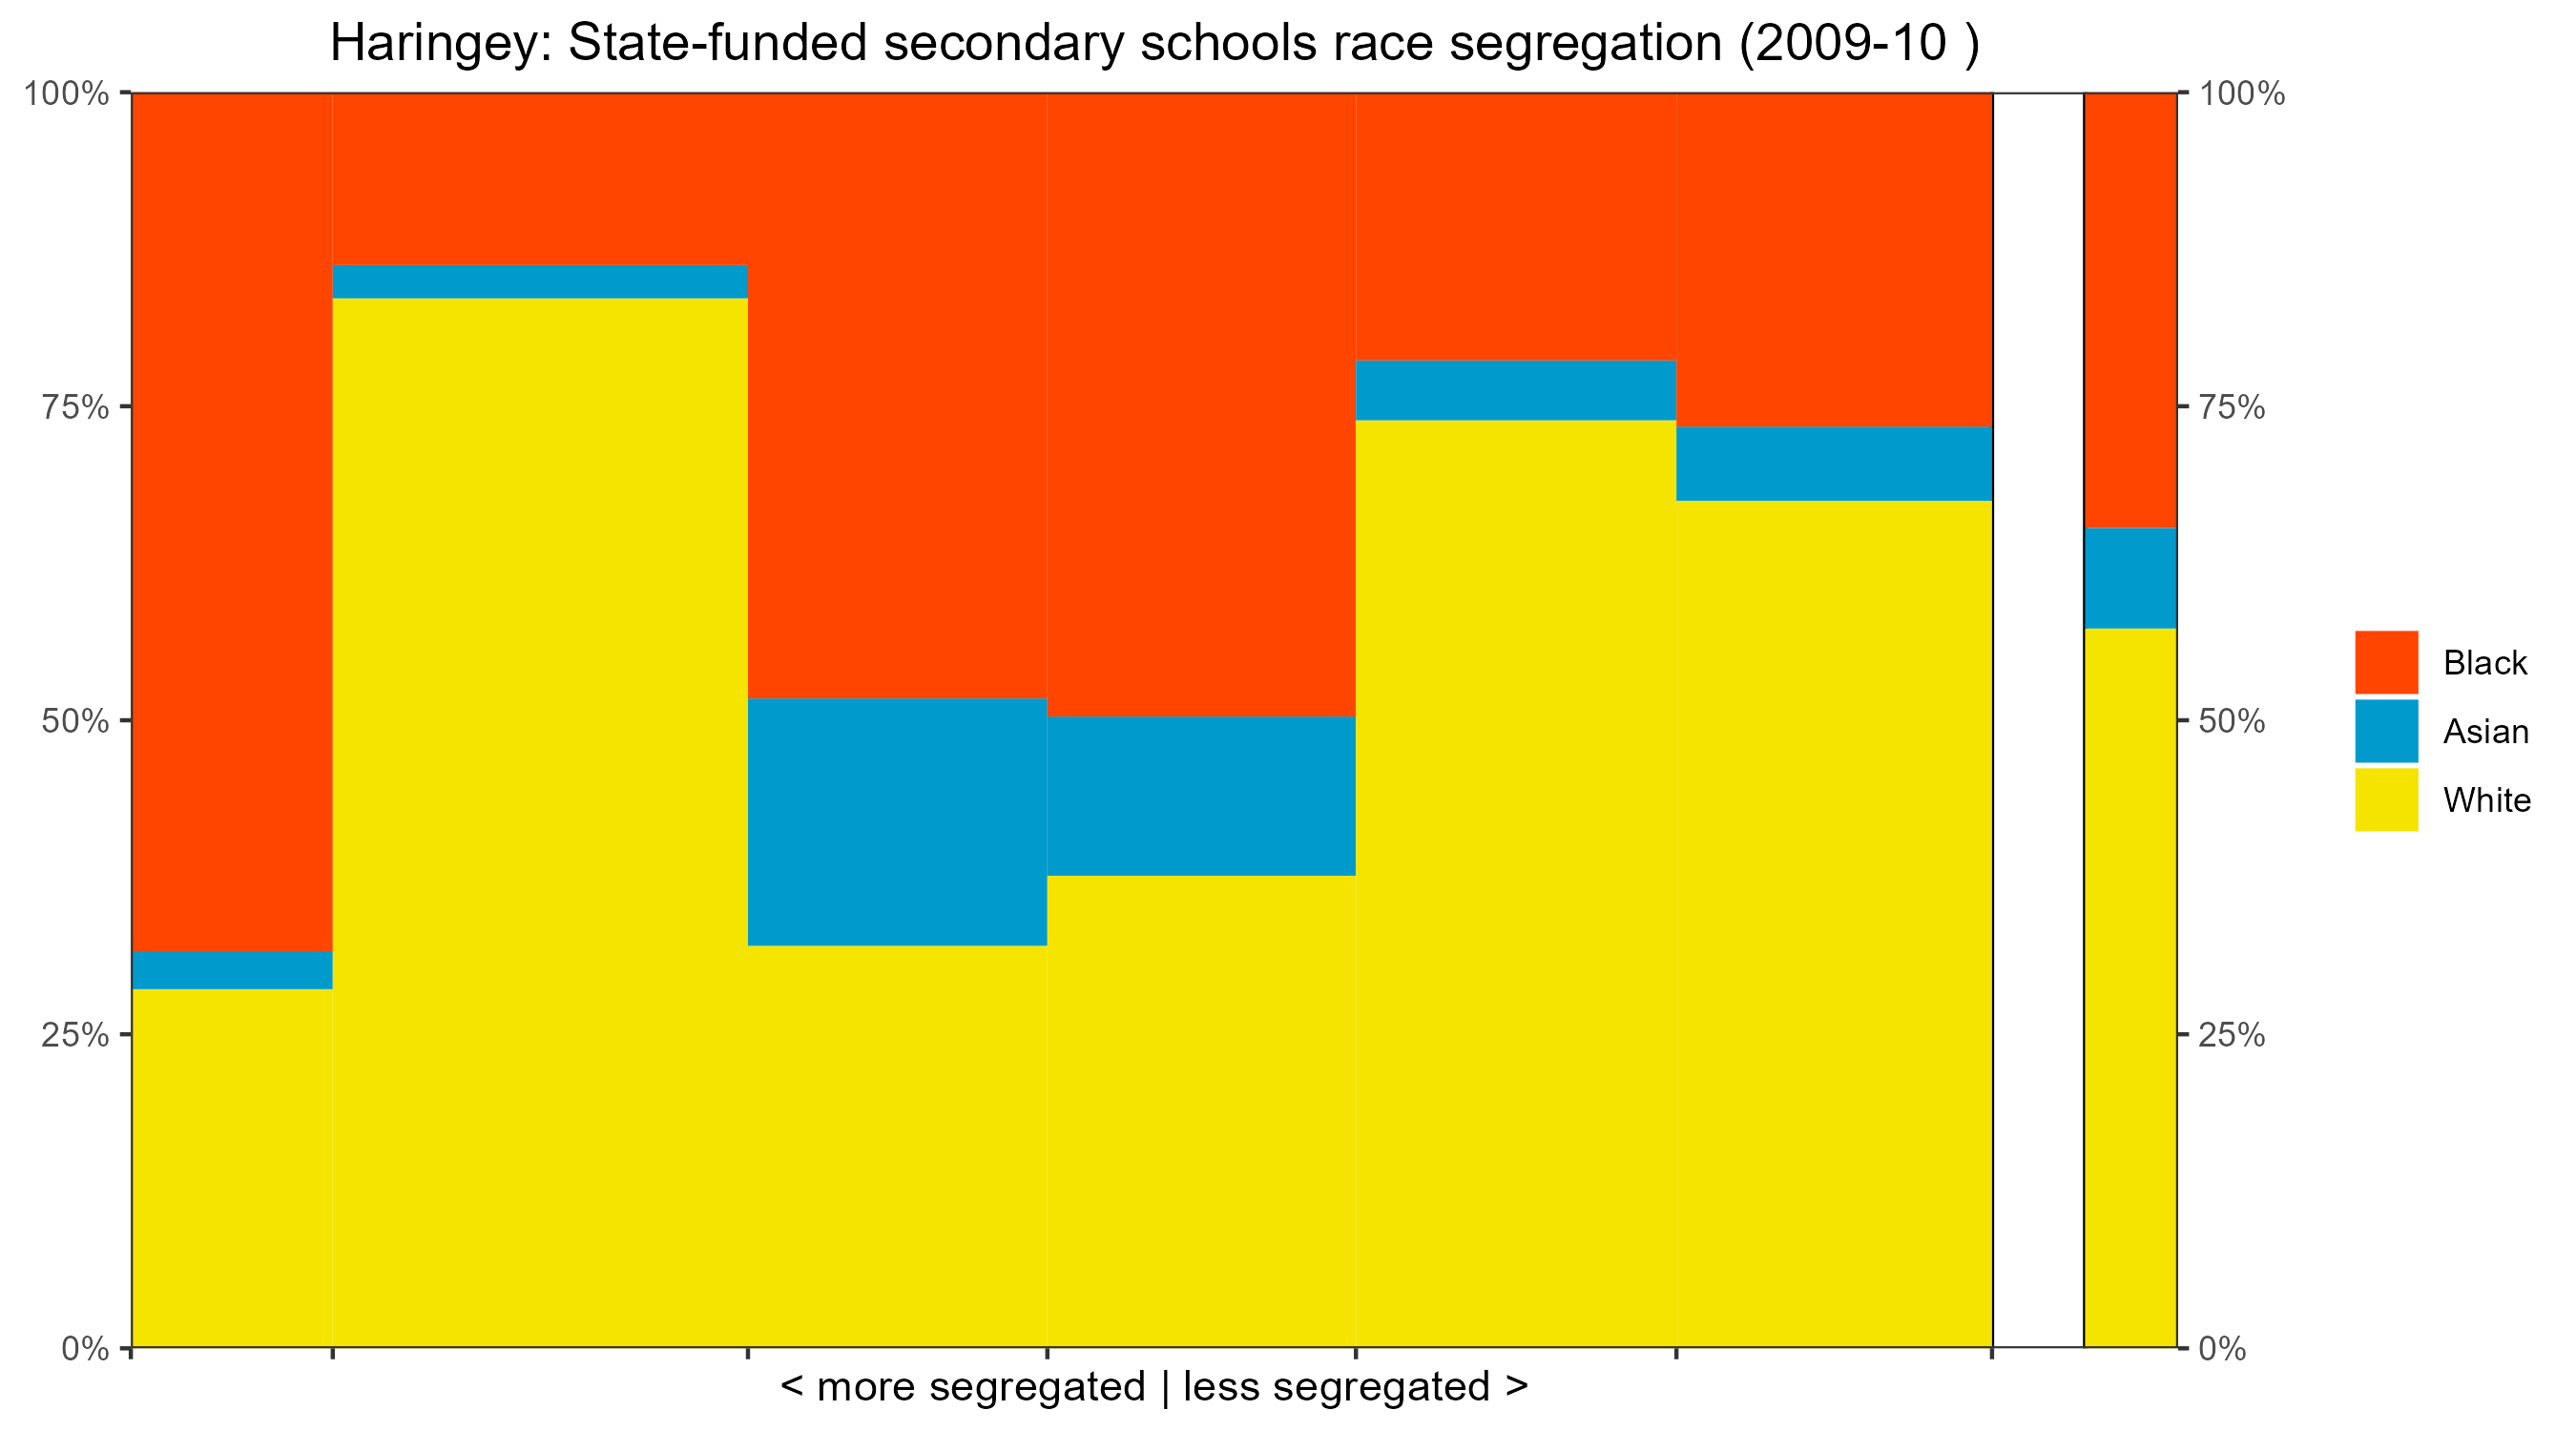 Haringey: State-funded secondary schools race segregation (2009-10 )
100%
75%
50%
25%
0%
100%
75%
50%
25%
0%
Black
Asian
White
< more segregated | less segregated >